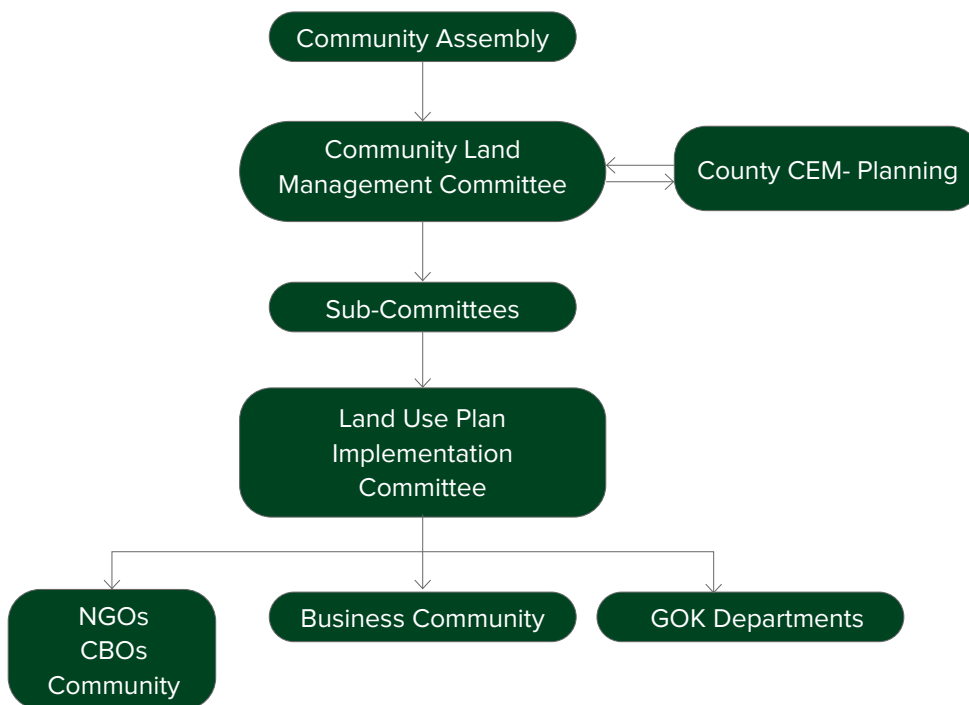 Community Assembly
Community Land
Management Committee
County CEM- Planning
Sub-Committees
Land Use Plan
Implementation
Committee
NGOs
CBOs
Community
Business Community
GOK Departments